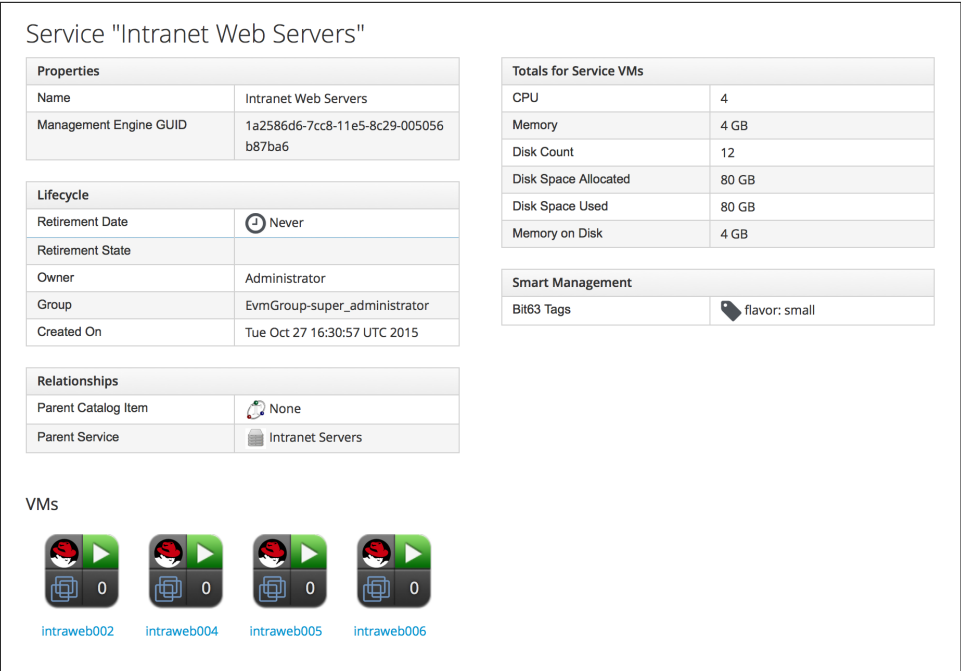 Service "Intranet Web Servers"
Properties
Name Intranet Web Servers
Management Engine GUID 1a2586d6-7cc8-11e5-8c29-005056
b87ba6
Lifecycle
Retirement Date Never
Retirement State
Owner Administrator
Group EvmGroup-super_administrator
Created On Tue Oct 27 16:30:57 UTC 2015
Relationships
Parent Catalog Item None
Parent Service Intranet Servers
Totals for Service VMs
CPU 4
Memory 4 GB
Disk Count 12
Disk Space Allocated 80 GB
Disk Space Used 80 GB
Memory on Disk 4 GB
Smart Management
Bit63 Tags flavor: small
VMs
0 0 0 0
intraweb002 intraweb004 intraweb005 intraweb006